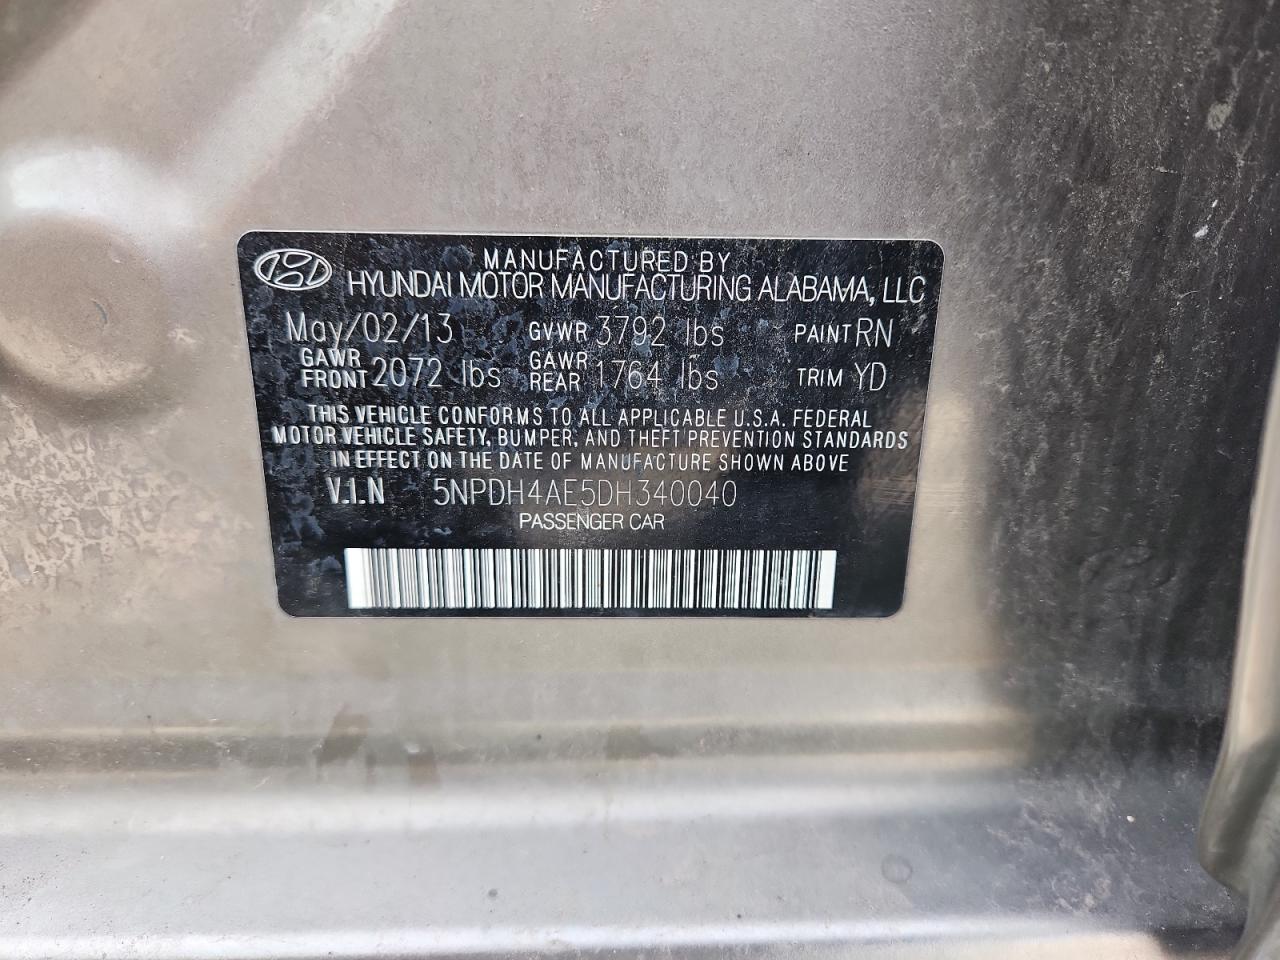 MANUFACTURED BY
HYUNDAI MOTOR MANUFACTURING ALABAMA, LLC
May/02/13 GVWR 3792 lbs PAINT RN
GAWR FRONT 2072 lbs GAWR REAR 1764 lbs TRIM YD
THIS VEHICLE CONFORMS TO ALL APPLICABLE U.S.A. FEDERAL
MOTOR VEHICLE SAFETY, BUMPER, AND THEFT PREVENTION STANDARDS
IN EFFECT ON THE DATE OF MANUFACTURE SHOWN ABOVE
V.I.N 5NPDH4AE5DH340040
PASSENGER CAR